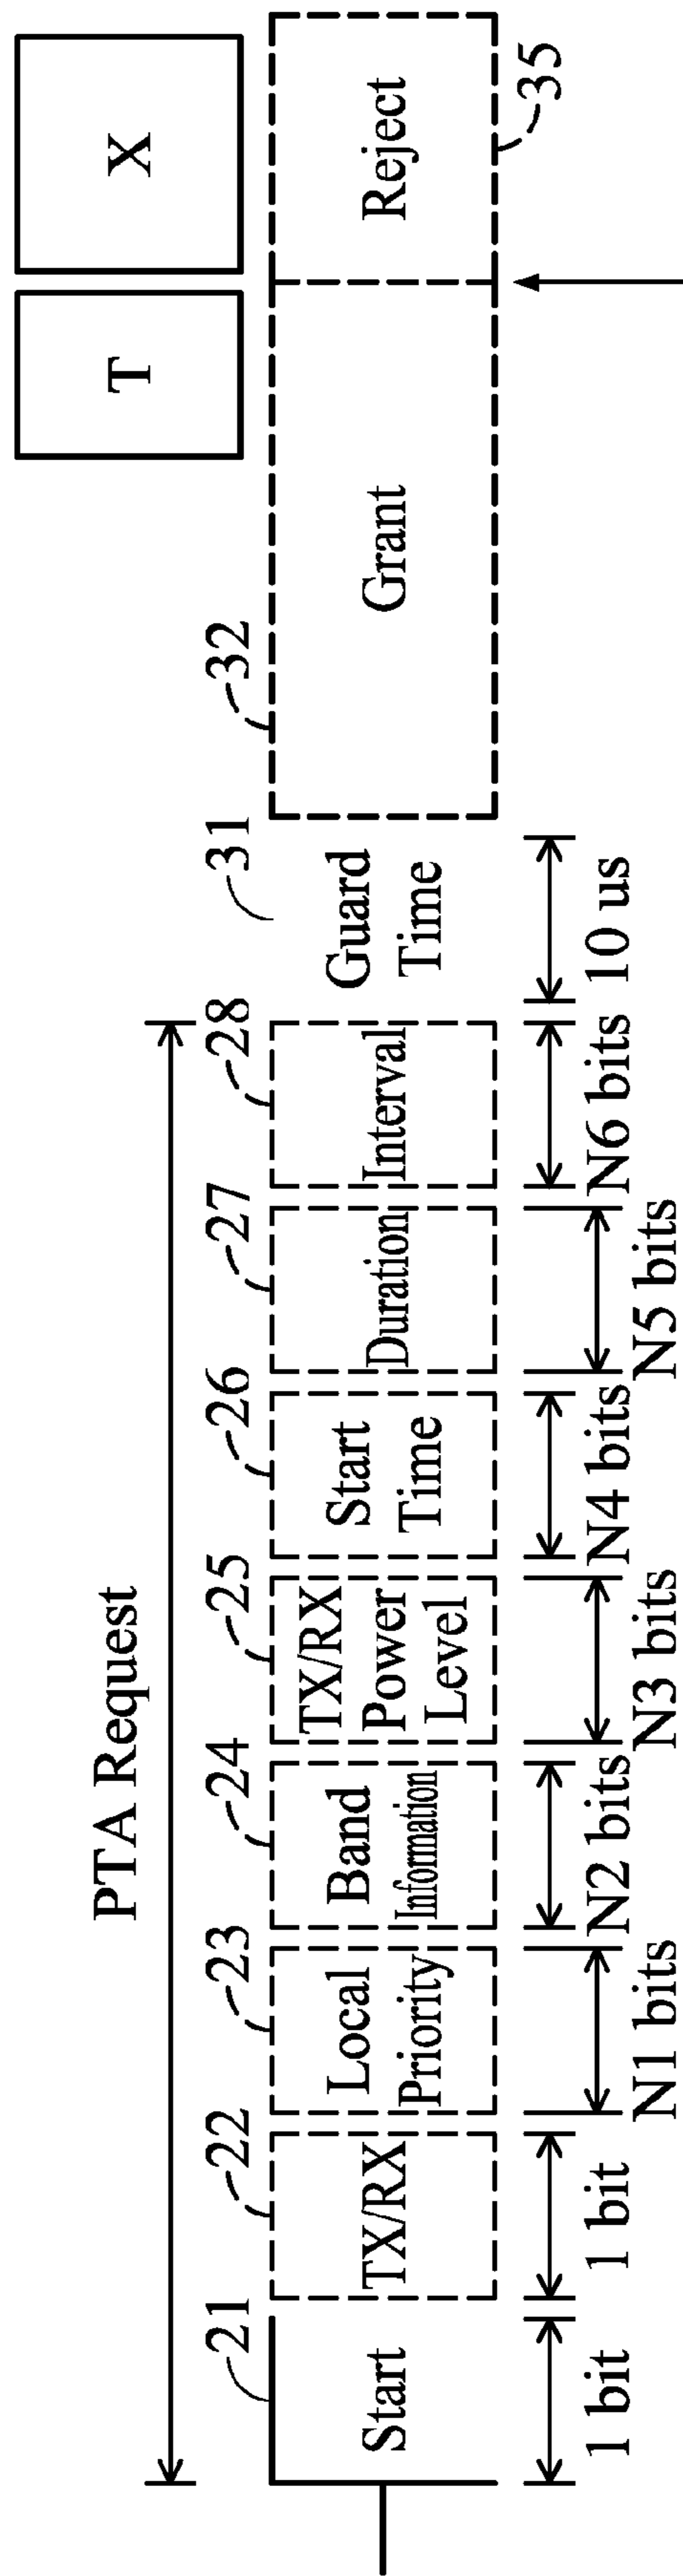 PTA Request
T
X
21
22
23
24
25
26
27
28
31
32
Start
TX/RX
Local
Priority
Band
Information
TX/RX
Power
Level
Start
Time
Duration
Interval
Guard
Time
Grant
Reject
35
1 bit
1 bit
N1 bits
N2 bits
N3 bits
N4 bits
N5 bits
N6 bits
10 us